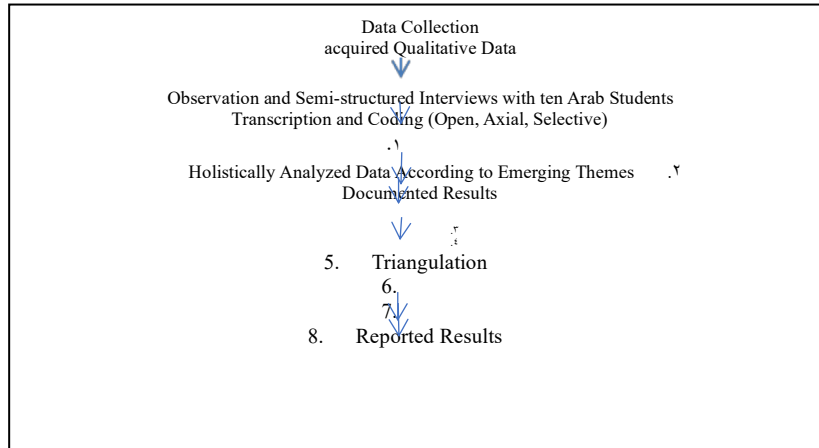 Data Collection
acquired Qualitative Data
Observation and Semi-structured Interviews with ten Arab Students
Transcription and Coding (Open, Axial, Selective)
.١
Holistically Analyzed Data According to Emerging Themes .٢
Documented Results
.٣
.٤
5. Triangulation
6.
7.
8. Reported Results